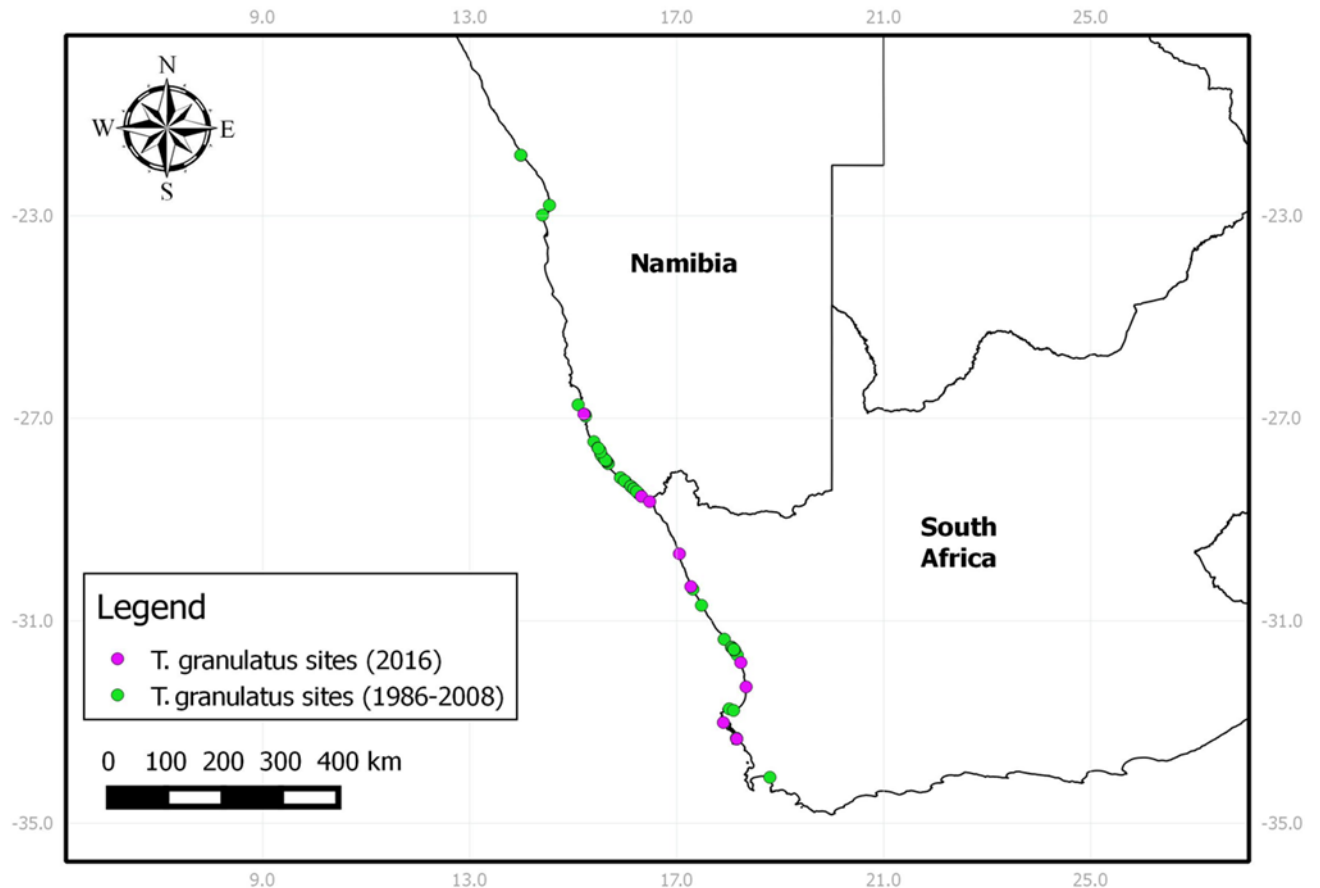 9.0 13.0 17.0 21.0 25.0
N
W E
S
-23.0 -23.0
Namibia
-27.0 -27.0
South
Africa
Legend
-31.0 -31.0
T. granulatus sites (2016)
T. granulatus sites (1986-2008)
0 100 200 300 400 km
-35.0 -35.0
9.0 13.0 17.0 21.0 25.0